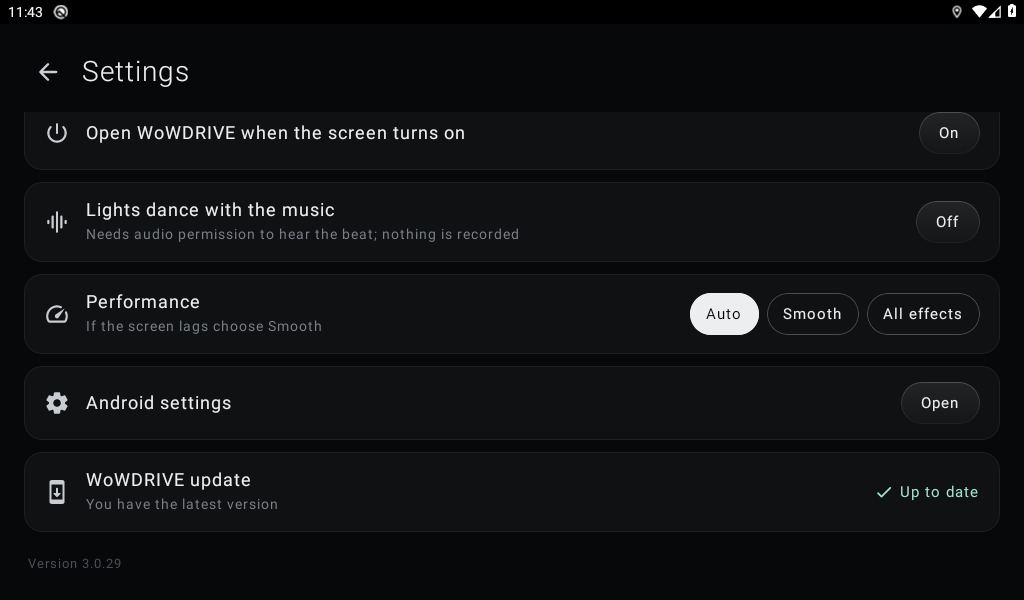 11:43
Settings
Open WoWDRIVE when the screen turns on
On
Lights dance with the music
Needs audio permission to hear the beat; nothing is recorded
Off
Performance
If the screen lags choose Smooth
Auto
Smooth
All effects
Android settings
Open
WoWDRIVE update
You have the latest version
Up to date
Version 3.0.29